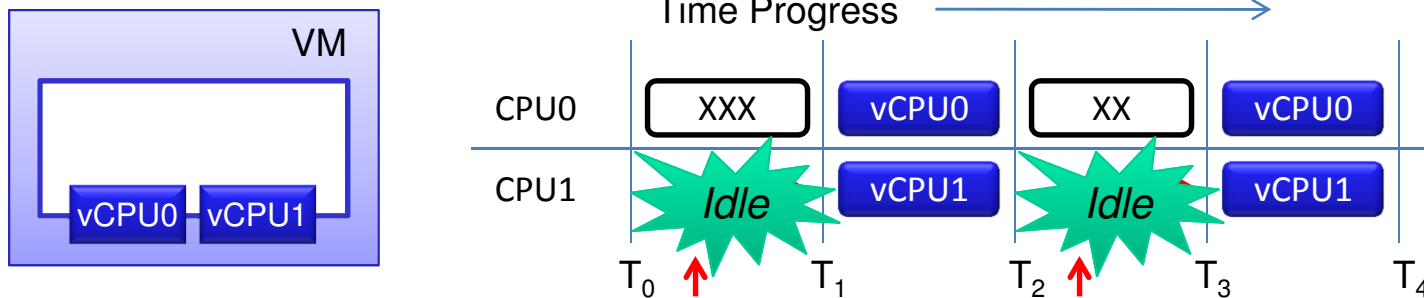 VM
vCPU0 vCPU1
Time Progress
CPU0 XXX vCPU0 XX vCPU0
CPU1 Idle vCPU1 Idle vCPU1
T0 T1 T2 T3 T4